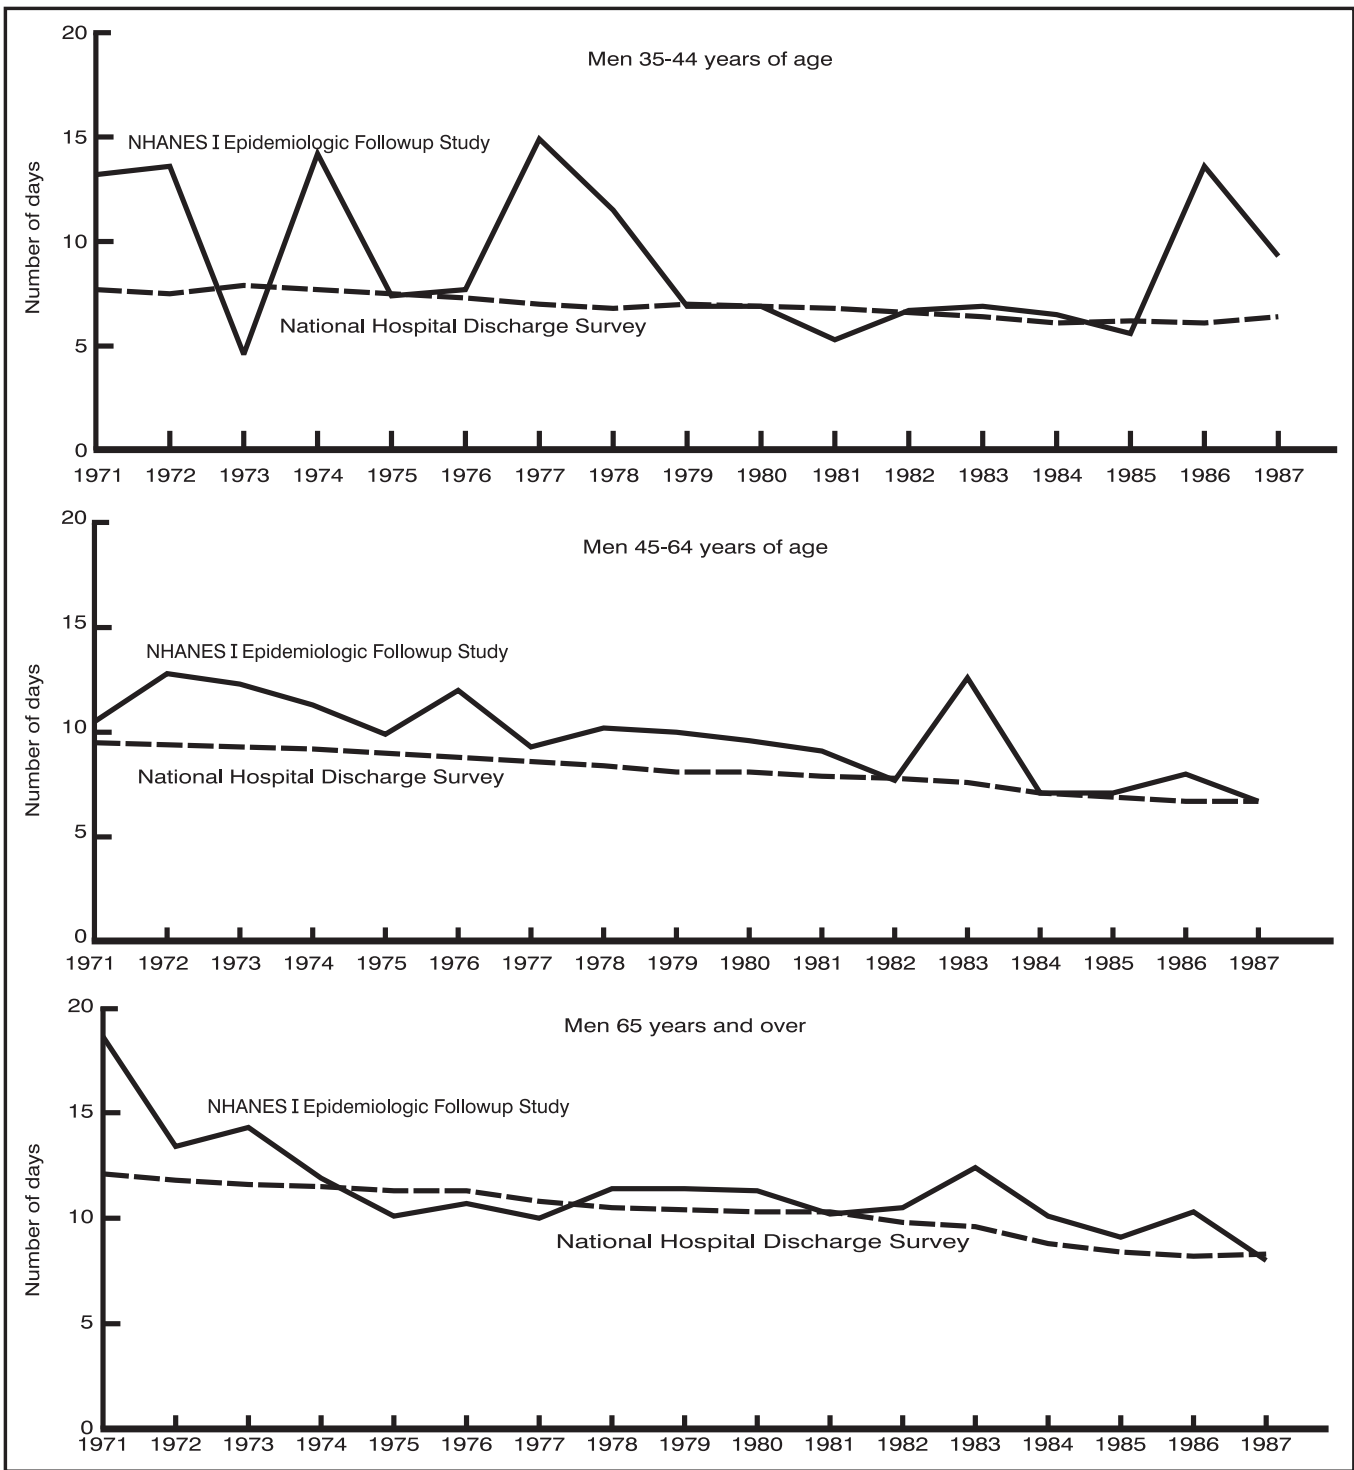 20
Men 35-44 years of age
15
NHANES I Epidemiologic Followup Study
Number of days
10
National Hospital Discharge Survey
5
0
1971 1972 1973 1974 1975 1976 1977 1978 1979 1980 1981 1982 1983 1984 1985 1986 1987
20
Men 45-64 years of age
15
NHANES I Epidemiologic Followup Study
Number of days
10
National Hospital Discharge Survey
5
0
1971 1972 1973 1974 1975 1976 1977 1978 1979 1980 1981 1982 1983 1984 1985 1986 1987
20
Men 65 years and over
15
NHANES I Epidemiologic Followup Study
Number of days
10
National Hospital Discharge Survey
5
0
1971 1972 1973 1974 1975 1976 1977 1978 1979 1980 1981 1982 1983 1984 1985 1986 1987